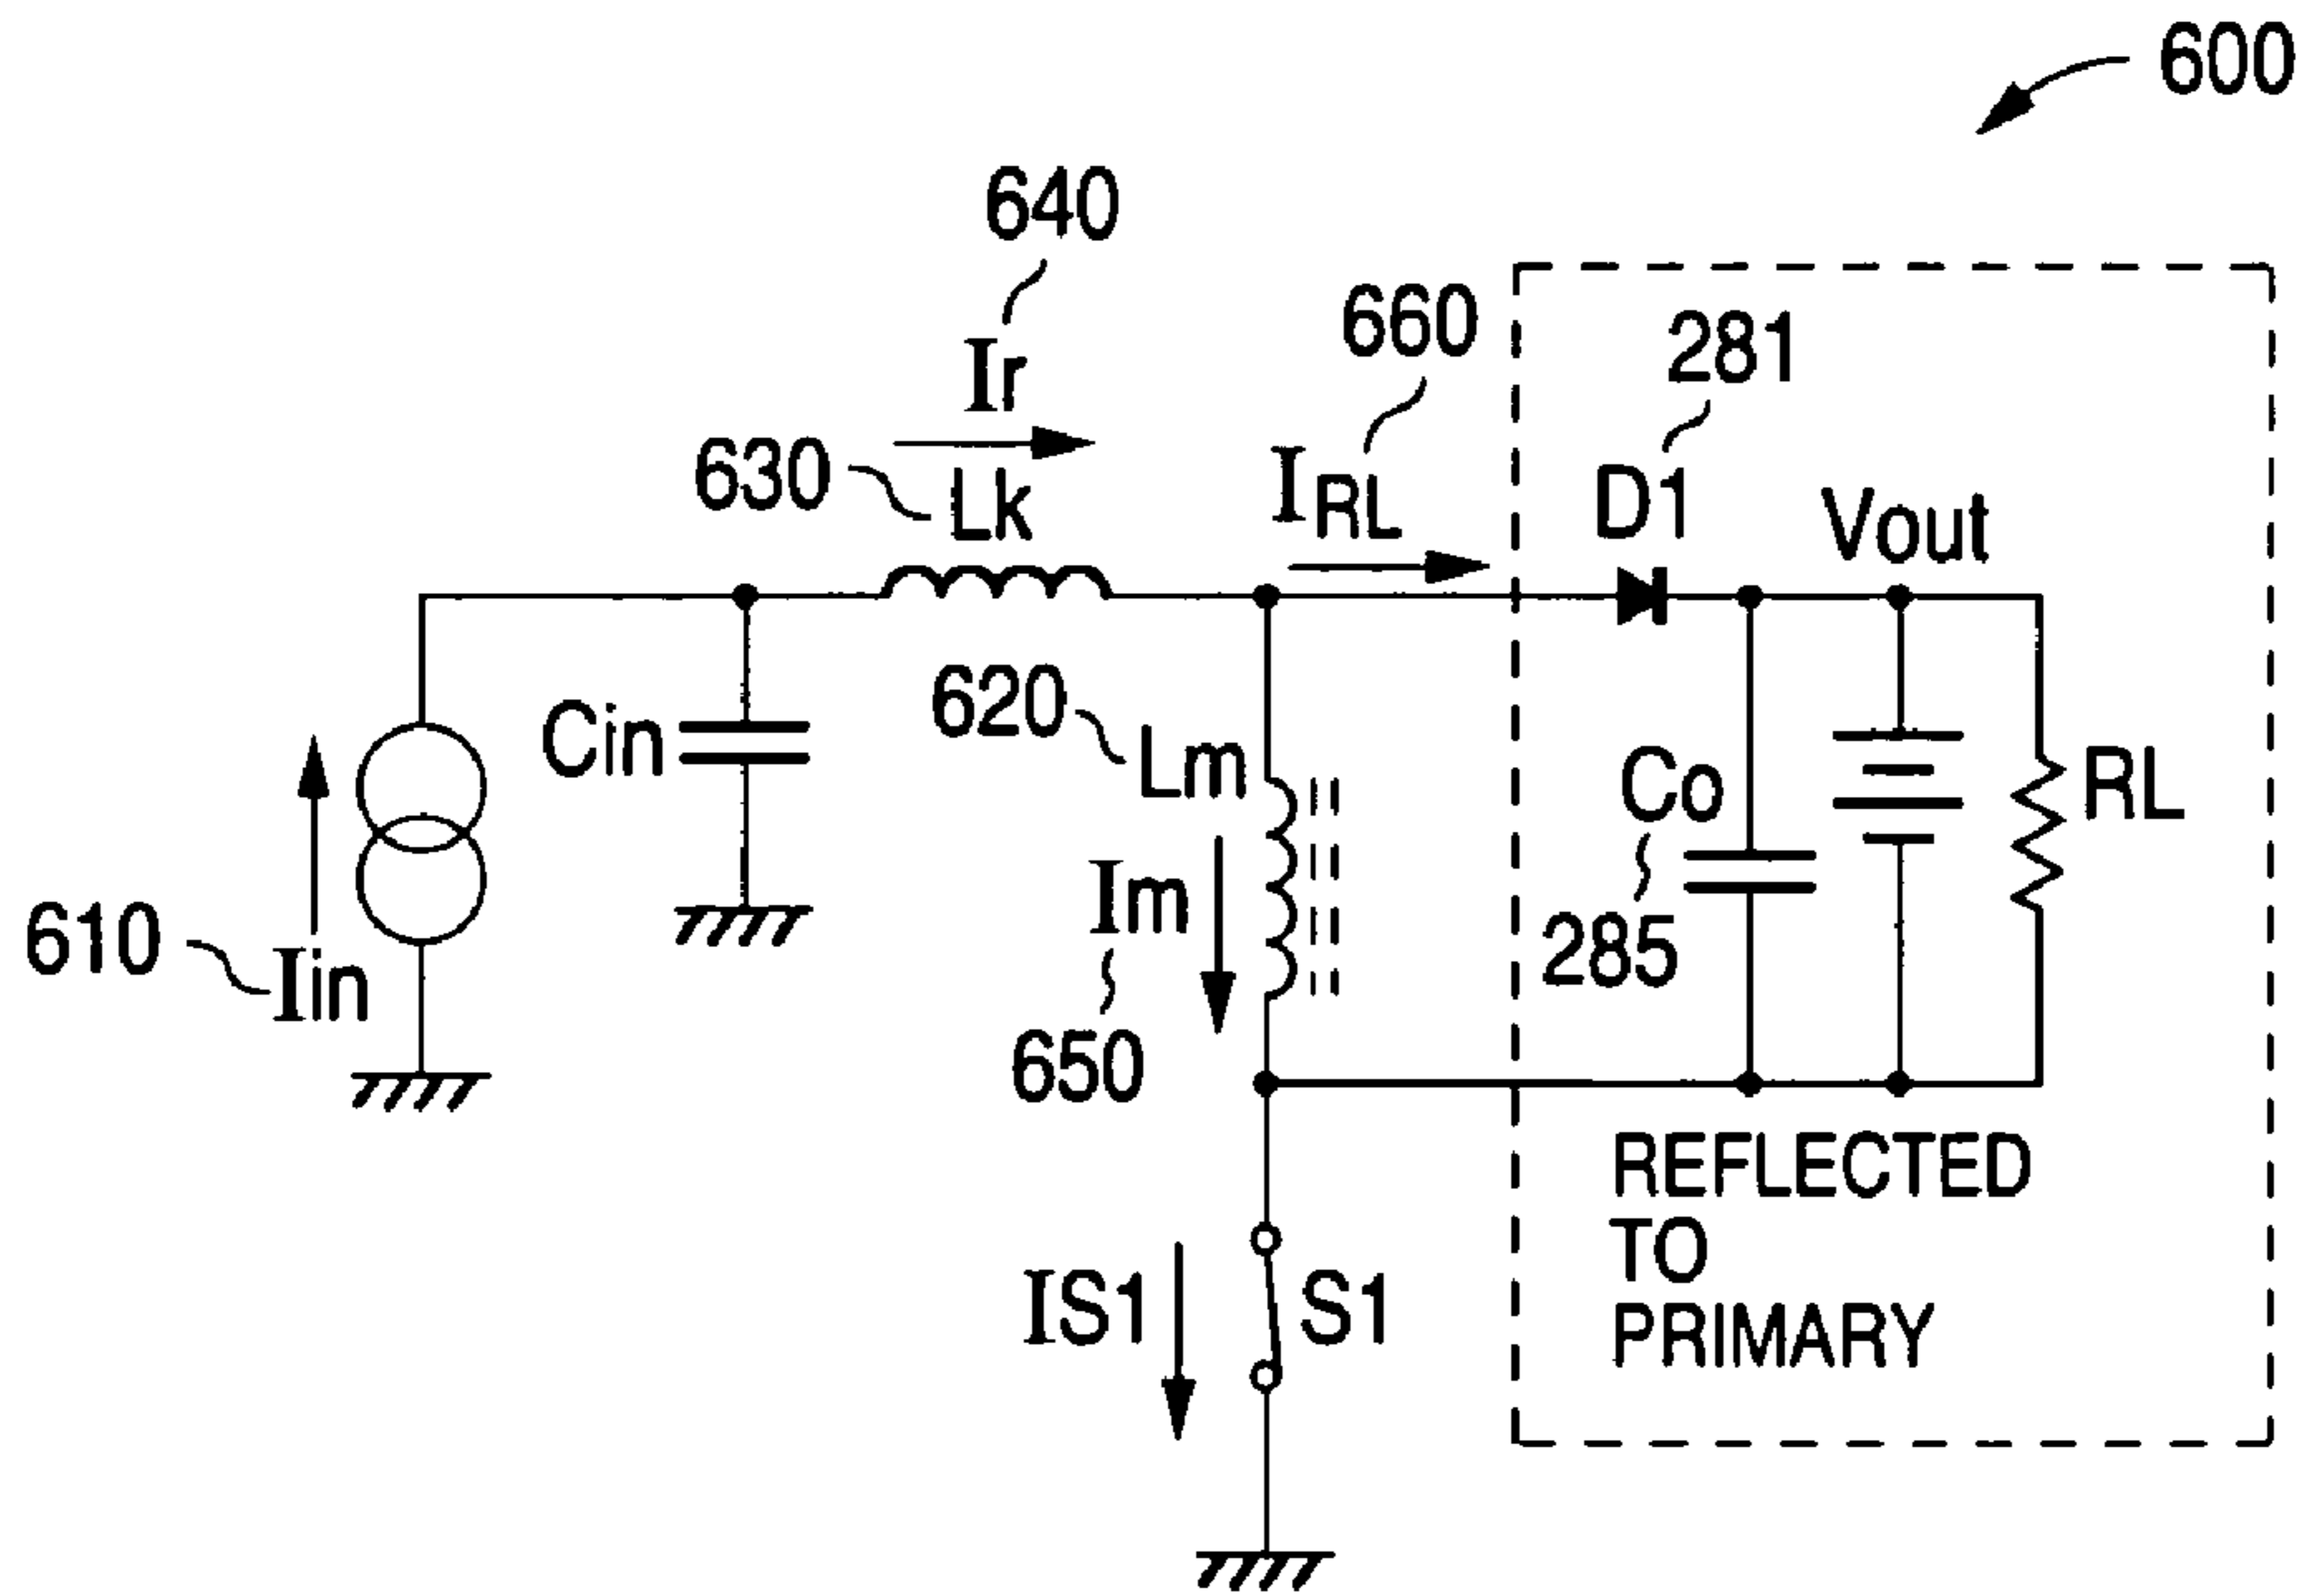 600
640
Ir
660
IRL
281
D1
630
Lk
Vout
620
Lm
Cin
Co
285
RL
Im
650
610
Iin
REFLECTED
TO
PRIMARY
IS1
S1